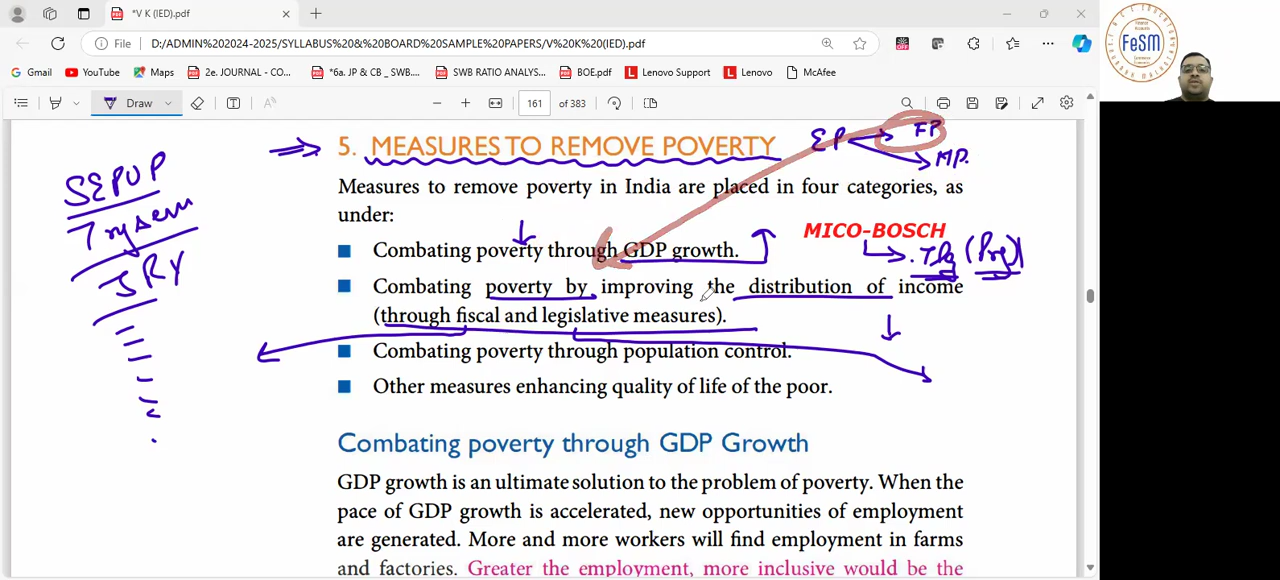 *V K (IED).pdf
File D:/ADMIN%202024-2025/SYLLABUS%20&%20BOARD%20SAMPLE%20PAPERS/V%20K%20(IED).pdf
Gmail YouTube Maps 2e. JOURNAL - CO... *6a. JP & CB _ SWB.... SWB RATIO ANALYS... BOE.pdf Lenovo Support Lenovo McAfee
Draw 161 of 383
5. MEASURES TO REMOVE POVERTY
EP FP
MP.
SEPUP
Trysem
JRY
Measures to remove poverty in India are placed in four categories, as
under:
MICO-BOSCH
Combating poverty through GDP growth.
Combating poverty by improving the distribution of income
(through fiscal and legislative measures).
Combating poverty through population control.
Other measures enhancing quality of life of the poor.
Combating poverty through GDP Growth
GDP growth is an ultimate solution to the problem of poverty. When the
pace of GDP growth is accelerated, new opportunities of employment
are generated. More and more workers will find employment in farms
and factories. Greater the employment, more inclusive would be the
FeSM